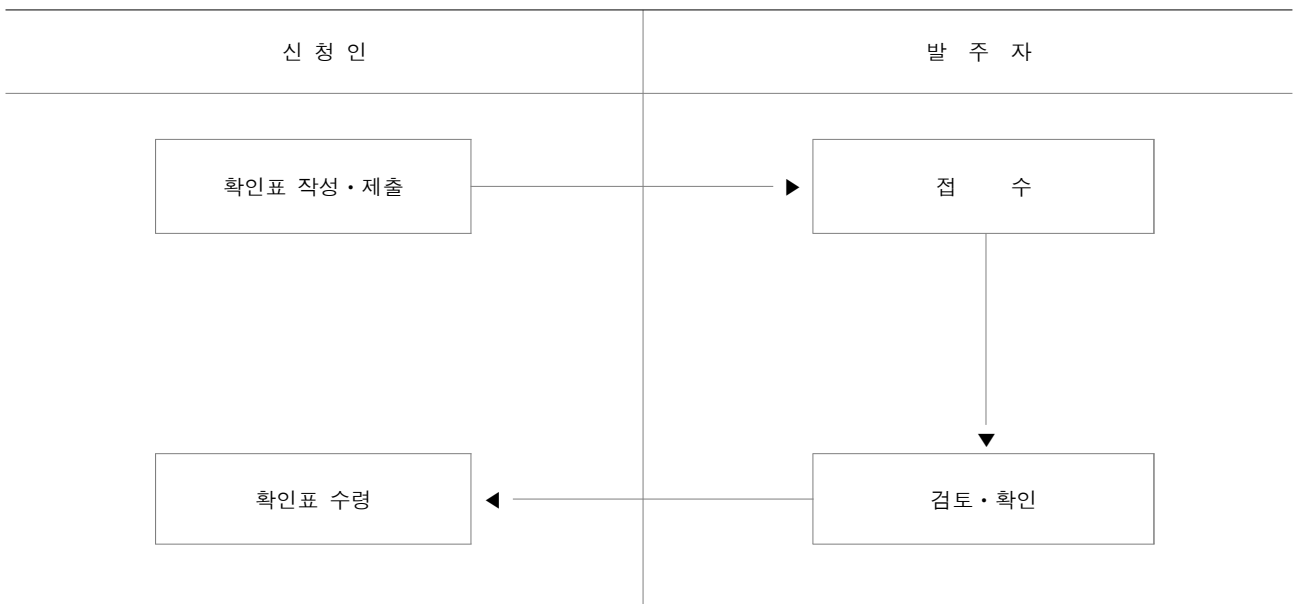 신 청 인
발 주 자
확인표 작성·제출
접 수
확인표 수령
검토·확인